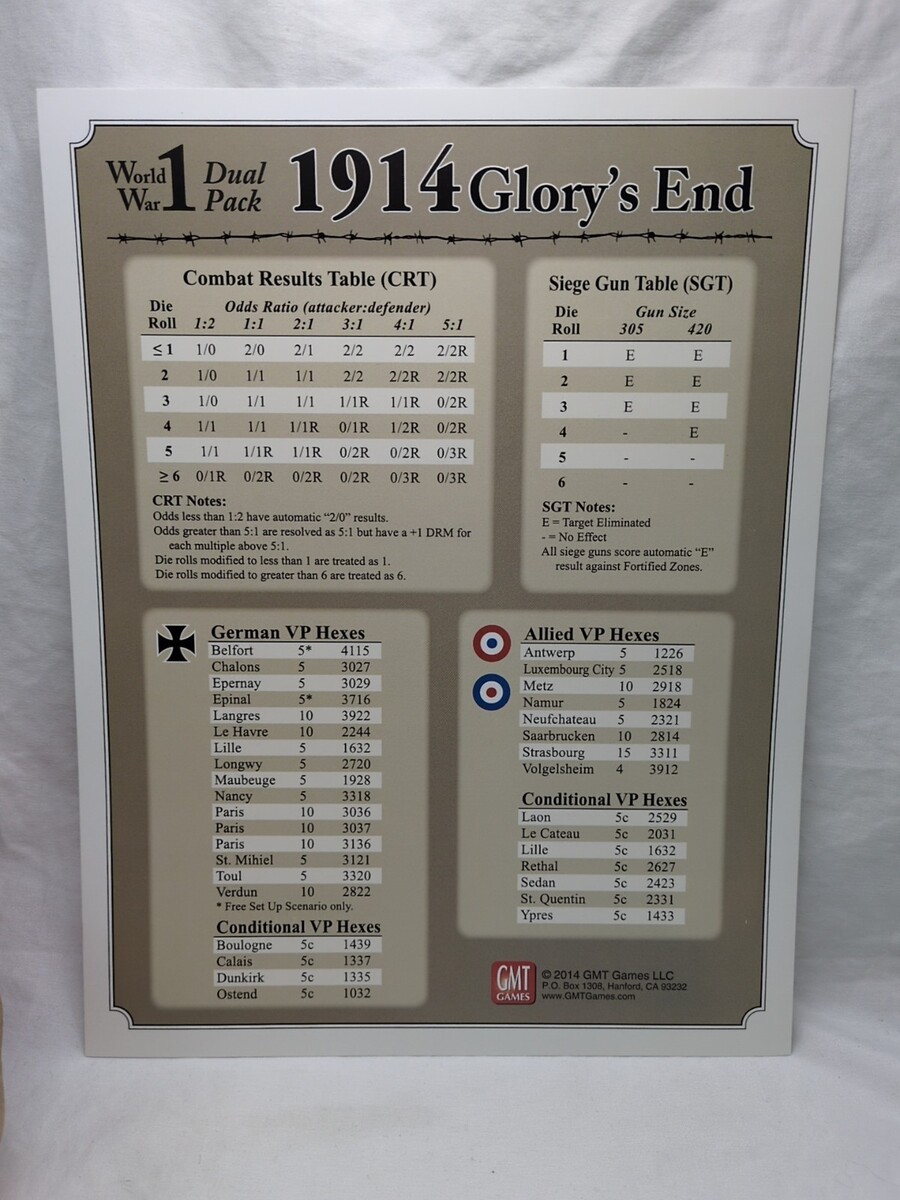 World War 1 Dual Pack 1914 Glory's End
Combat Results Table (CRT)
Die Roll Odds Ratio (attacker:defender)
1:2 1:1 2:1 3:1 4:1 5:1
≤ 1 1/0 2/0 2/1 2/2 2/2 2/2R
2 1/0 1/1 1/1 2/2 2/2R 2/2R
3 1/0 1/1 1/1 1/1R 1/1R 0/2R
4 1/1 1/1 1/1R 0/1R 1/2R 0/2R
5 1/1 1/1R 1/1R 0/2R 0/2R 0/3R
≥ 6 0/1R 0/2R 0/2R 0/2R 0/3R 0/3R
CRT Notes:
Odds less than 1:2 have automatic “2/0” results.
Odds greater than 5:1 are resolved as 5:1 but have a +1 DRM for
each multiple above 5:1.
Die rolls modified to less than 1 are treated as 1.
Die rolls modified to greater than 6 are treated as 6.
Siege Gun Table (SGT)
Die Roll Gun Size
305 420
1 E E
2 E E
3 E E
4 - E
5 - -
6 - -
SGT Notes:
E = Target Eliminated
- = No Effect
All siege guns score automatic “E”
result against Fortified Zones.
German VP Hexes
Belfort 5* 4115
Chalons 5 3027
Epernay 5 3029
Epinal 5* 3716
Langres 10 3922
Le Havre 10 2244
Lille 5 1632
Longwy 5 2720
Maubeuge 5 1928
Nancy 5 3318
Paris 10 3036
Paris 10 3037
Paris 10 3136
St. Mihiel 5 3121
Toul 5 3320
Verdun 10 2822
* Free Set Up Scenario only.
Conditional VP Hexes
Boulogne 5c 1439
Calais 5c 1337
Dunkirk 5c 1335
Ostend 5c 1032
Allied VP Hexes
Antwerp 5 1226
Luxembourg City 5 2518
Metz 10 2918
Namur 5 1824
Neufchateau 5 2321
Saarbrucken 10 2814
Strasbourg 15 3311
Volgelsheim 4 3912
Conditional VP Hexes
Laon 5c 2529
Le Cateau 5c 2031
Lille 5c 1632
Rethal 5c 2627
Sedan 5c 2423
St. Quentin 5c 2331
Ypres 5c 1433
GMT GAMES
© 2014 GMT Games LLC
P.O. Box 1308, Hanford, CA 93232
www.GMTGames.com